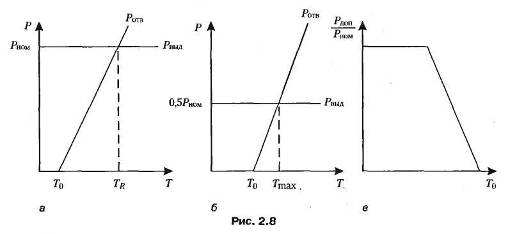 P
Pотв
Pном
Pвыд
T0
TR
T
а
P
Pотв
0,5Pном
Pвыд
T0
Tmax
T
б
Pдоп
Pном
T0
в
Рис. 2.8